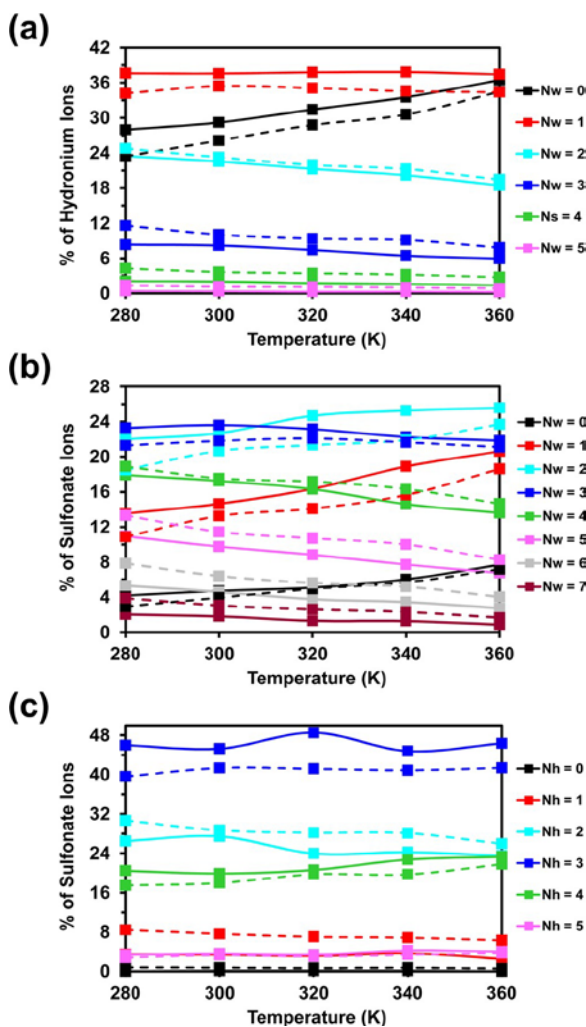 (a)
42
36
30
24
18
12
6
0
% of Hydronium Ions
280 300 320 340 360
Temperature (K)
Nw = 0
Nw = 1
Nw = 2
Nw = 3
Ns = 4
Nw = 5
(b)
28
24
20
16
12
8
4
0
% of Sulfonate Ions
280 300 320 340 360
Temperature (K)
Nw = 0
Nw = 1
Nw = 2
Nw = 3
Nw = 4
Nw = 5
Nw = 6
Nw = 7
(c)
48
40
32
24
16
8
0
% of Sulfonate Ions
280 300 320 340 360
Temperature (K)
Nh = 0
Nh = 1
Nh = 2
Nh = 3
Nh = 4
Nh = 5